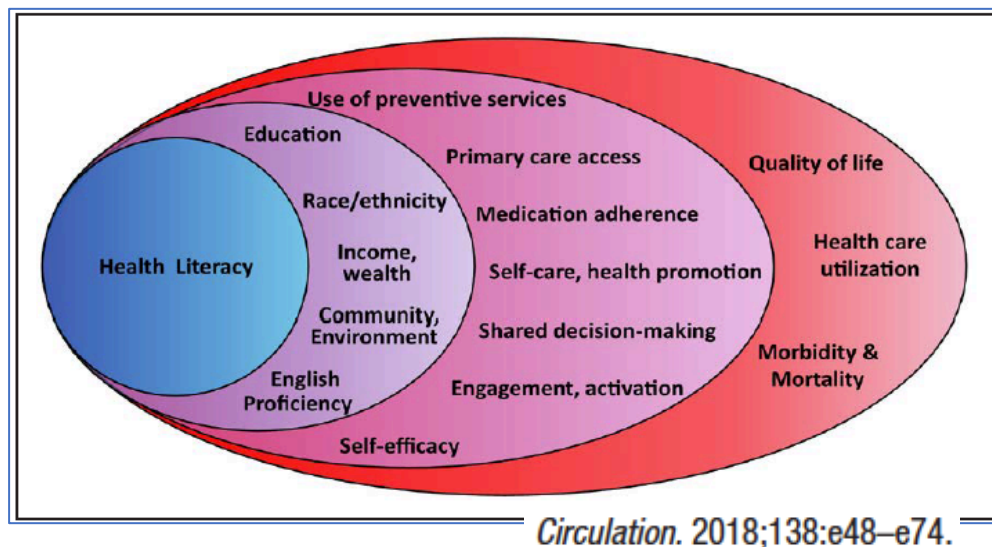 Use of preventive services
Education
Primary care access
Quality of life
Race/ethnicity
Medication adherence
Health care
utilization
Health Literacy
Income,
wealth
Self-care, health promotion
Community,
Environment
Shared decision-making
Morbidity &
Mortality
English
Proficiency
Engagement, activation
Self-efficacy
Circulation. 2018;138:e48–e74.